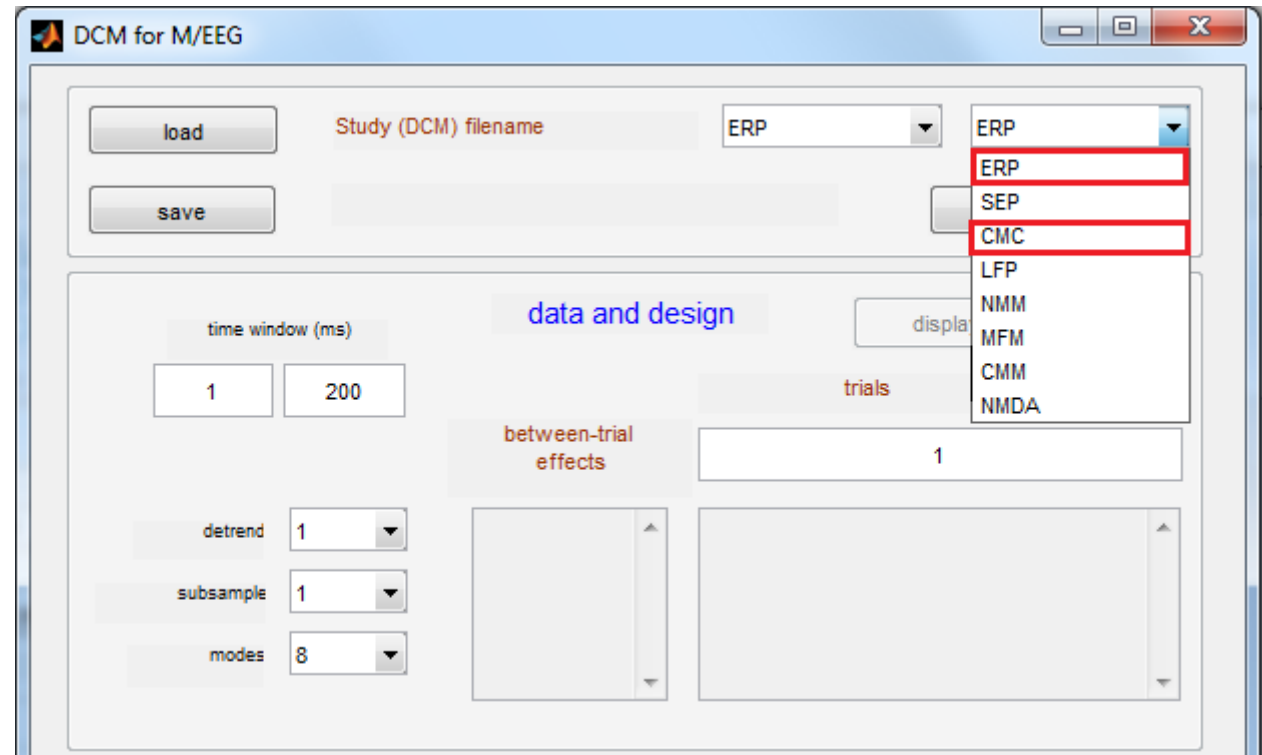 DCM for M/EEG
load
Study (DCM) filename
ERP
ERP
ERP
SEP
CMC
LFP
NMM
MFM
CMM
NMDA
save
data and design
time window (ms)
1
200
trials
between-trial
effects
1
detrend
1
subsample
1
modes
8